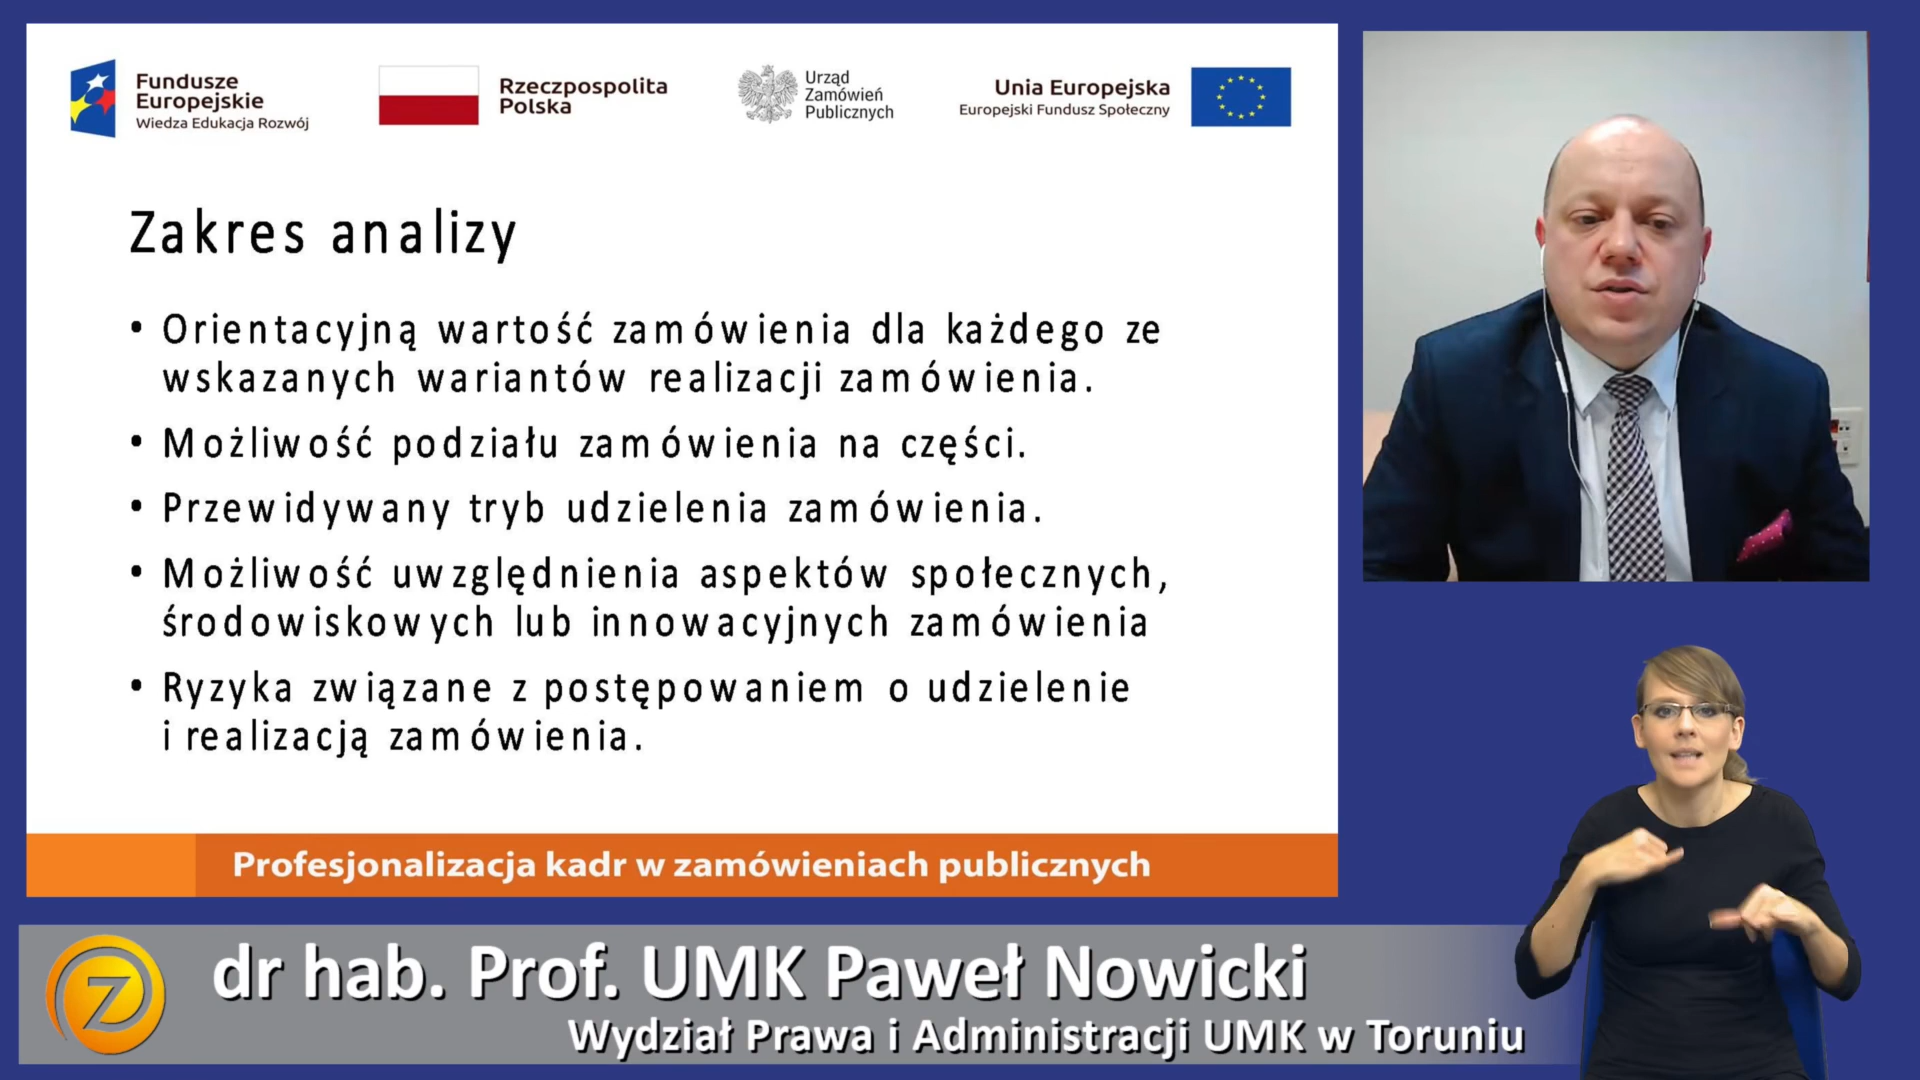 Fundusze
Europejskie
Wiedza Edukacja Rozwój
Rzeczpospolita
Polska
Urząd
Zamówień
Publicznych
Unia Europejska
Europejski Fundusz Społeczny
Zakres analizy
• Orientacyjną wartość zamówienia dla każdego ze
wskazanych wariantów realizacji zamówienia.
• Możliwość podziału zamówienia na części.
• Przewidywany tryb udzielenia zamówienia.
• Możliwość uwzględnienia aspektów społecznych,
środowiskowych lub innowacyjnych zamówienia
• Ryzyka związane z postępowaniem o udzielenie
i realizacją zamówienia.
Profesjonalizacja kadr w zamówieniach publicznych
Z
dr hab. Prof. UMK Paweł Nowicki
Wydział Prawa i Administracji UMK w Toruniu